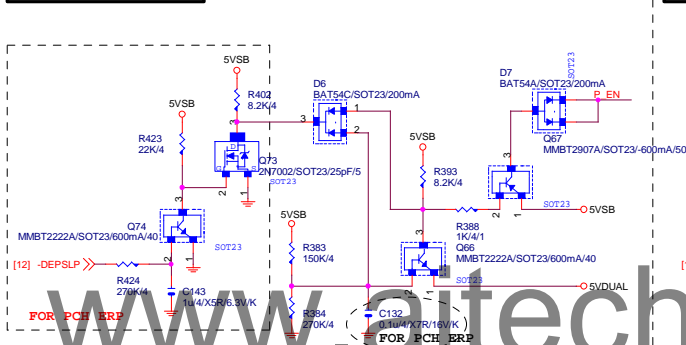 5VSB
R402
8.2K/4
5VSB
R423
22K/4
3
D
G
S
Q73
2N7002/SOT23/25pF/5
SOT23
2
1
3
Q74
MMBT2222A/SOT23/600mA/40
SOT23
2
1
[12] -DEPSLP
R424
270K/4
C143
1u/4/X5R/6.3V/K
FOR PCH ERP
D6
BAT54C/SOT23/200mA
3
1
2
5VSB
R383
150K/4
R384
270K/4
C132
0.1u/4/X7R/16V/K
FOR PCH ERP
5VSB
R393
8.2K/4
R388
1K/4/1
3
Q66
MMBT2222A/SOT23/600mA/40
SOT23
2
1
5VDUAL
D7
BAT54A/SOT23/200mA
SOT23
P_EN
Q67
MMBT2907A/SOT23/-600mA/50
3
2
1
SOT23
5VSB
www.aitech